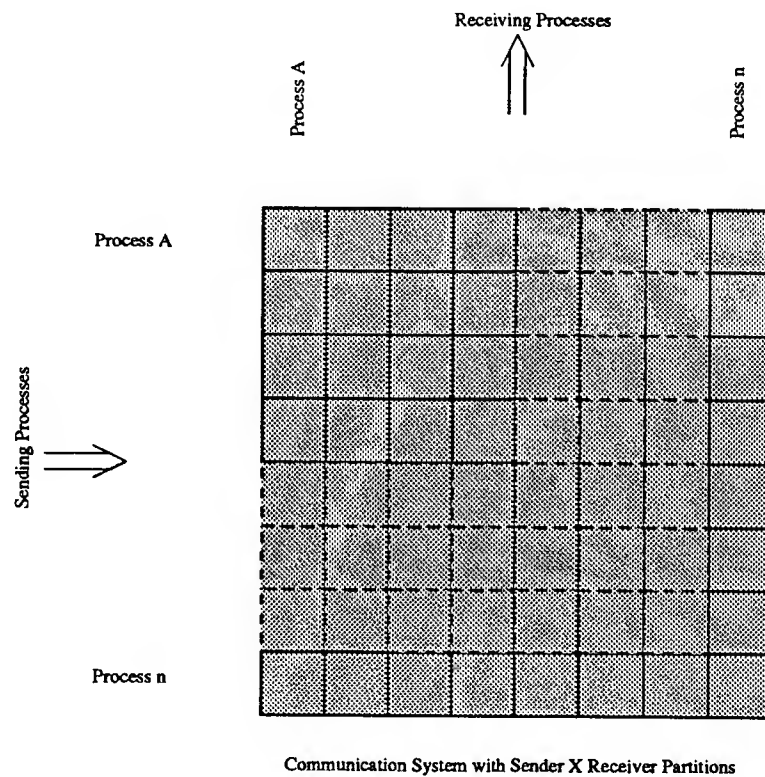 Receiving Processes
Process A
Process n
Process A
Sending Processes
Process n
Communication System with Sender X Receiver Partitions